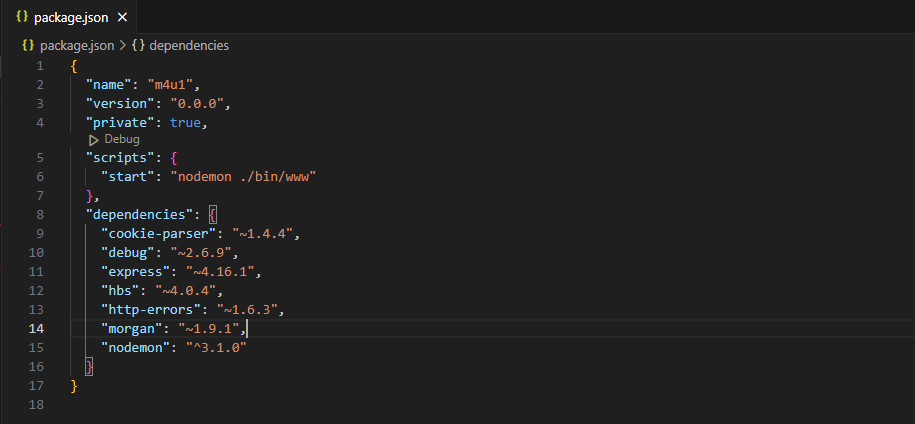 {} package.json ×
{} package.json > {} dependencies
1 {
2 "name": "m4u1",
3 "version": "0.0.0",
4 "private": true,
Debug
5 "scripts": {
6 "start": "nodemon ./bin/www"
7 },
8 "dependencies": {
9 "cookie-parser": "~1.4.4",
10 "debug": "~2.6.9",
11 "express": "~4.16.1",
12 "hbs": "~4.0.4",
13 "http-errors": "~1.6.3",
14 "morgan": "~1.9.1",
15 "nodemon": "^3.1.0"
16 }
17 }
18